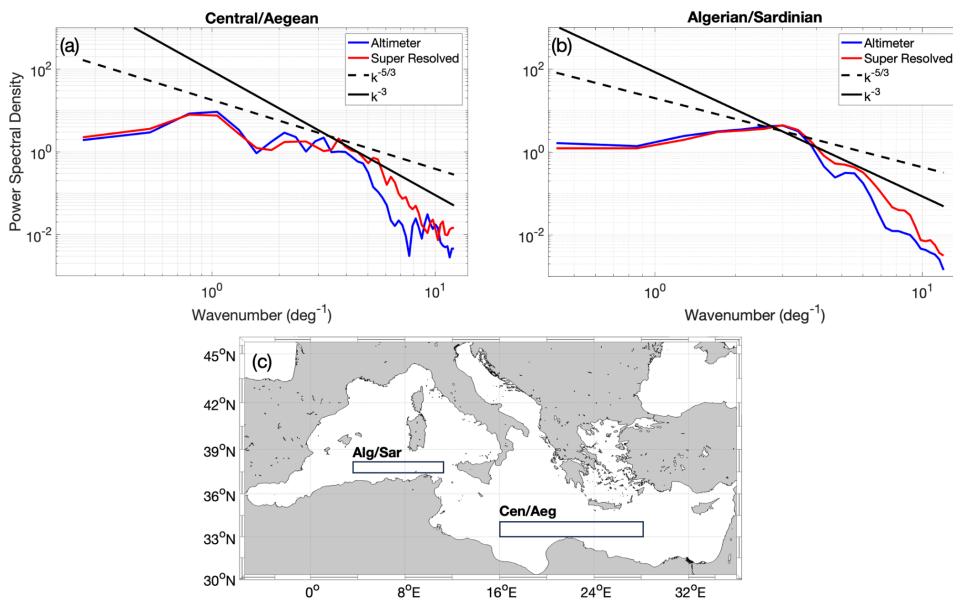 Central/Aegean
(a)
Altimeter
Super Resolved
k^-5/3
k^-3
10^2
10^0
10^-2
Power Spectral Density
10^0
10^1
Wavenumber (deg^-1)
Algerian/Sardinian
(b)
Altimeter
Super Resolved
k^-5/3
k^-3
10^2
10^0
10^-2
10^0
10^1
Wavenumber (deg^-1)
(c)
45°N
42°N
39°N
36°N
33°N
30°N
Alg/Sar
Cen/Aeg
0°
8°E
16°E
24°E
32°E